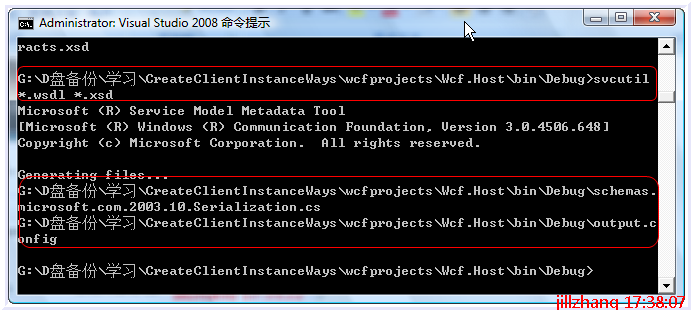 Administrator: Visual Studio 2008 命令提示
racts.xsd
G:\D盘备份\学习\CreateClientInstanceWays\wcfprojects\Wcf.Host\bin\Debug>svcutil
*.wsdl *.xsd
Microsoft (R) Service Model Metadata Tool
[Microsoft (R) Windows (R) Communication Foundation, Version 3.0.4506.648]
Copyright (c) Microsoft Corporation.  All rights reserved.
Generating files...
G:\D盘备份\学习\CreateClientInstanceWays\wcfprojects\Wcf.Host\bin\Debug\schemas.
microsoft.com.2003.10.Serialization.cs
G:\D盘备份\学习\CreateClientInstanceWays\wcfprojects\Wcf.Host\bin\Debug\output.c
onfig
G:\D盘备份\学习\CreateClientInstanceWays\wcfprojects\Wcf.Host\bin\Debug>
jillzhang 17:38:07